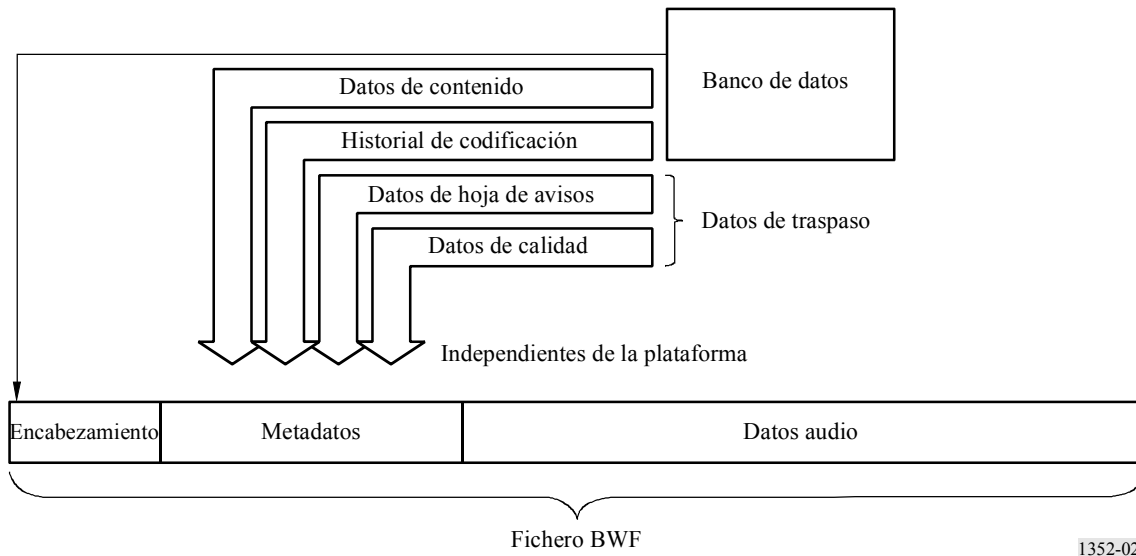 Datos de contenido
Banco de datos
Historial de codificación
Datos de hoja de avisos
Datos de traspaso
Datos de calidad
Independientes de la plataforma
Encabezamiento
Metadatos
Datos audio
Fichero BWF
1352-02